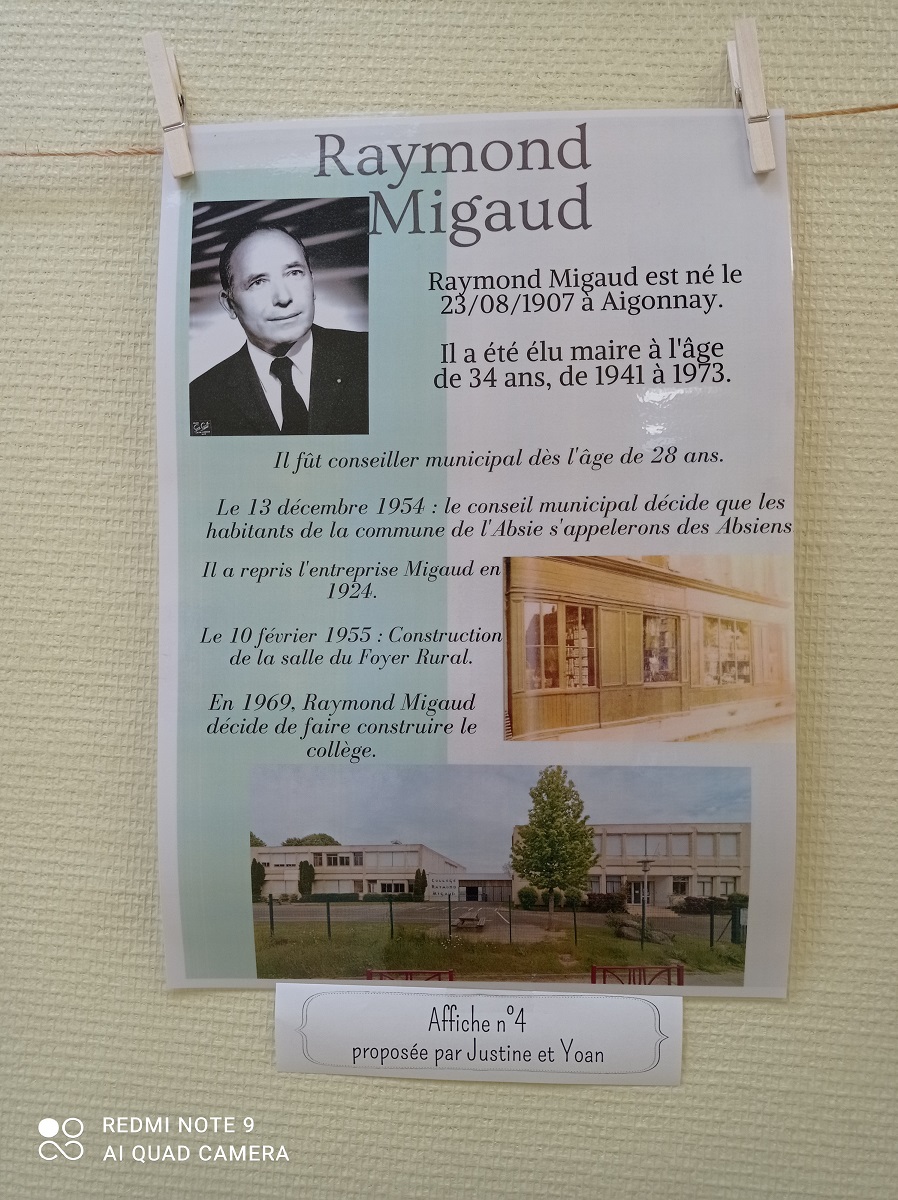 Raymond
Migaud
Raymond Migaud est né le
23/08/1907 à Aigonnay.
Il a été élu maire à l'âge
de 34 ans, de 1941 à 1973.
Il fût conseiller municipal dès l'âge de 28 ans.
Le 13 décembre 1954 : le conseil municipal décide que les
habitants de la commune de l'Absie s'appelerons des Absiens
Il a repris l'entreprise Migaud en
1924.
Le 10 février 1955 : Construction
de la salle du Foyer Rural.
En 1969, Raymond Migaud
décide de faire construire le
collège.
COLLEGE
RAYMOND
MIGAUD
Affiche n°4
proposée par Justine et Yoan
REDMI NOTE 9
AI QUAD CAMERA